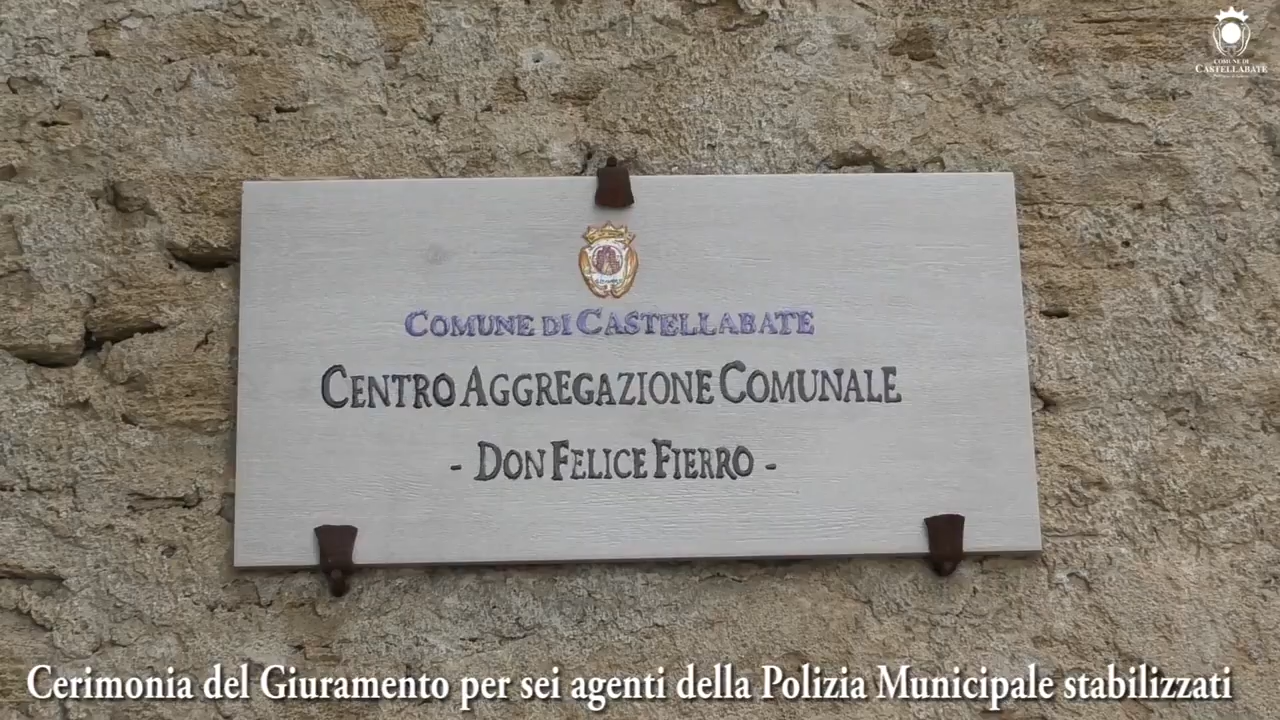 COMUNE DI
CASTELLABATE
COMUNE DI CASTELLABATE
CENTRO AGGREGAZIONE COMUNALE
- DON FELICE FIERRO -
Cerimonia del Giuramento per sei agenti della Polizia Municipale stabilizzati